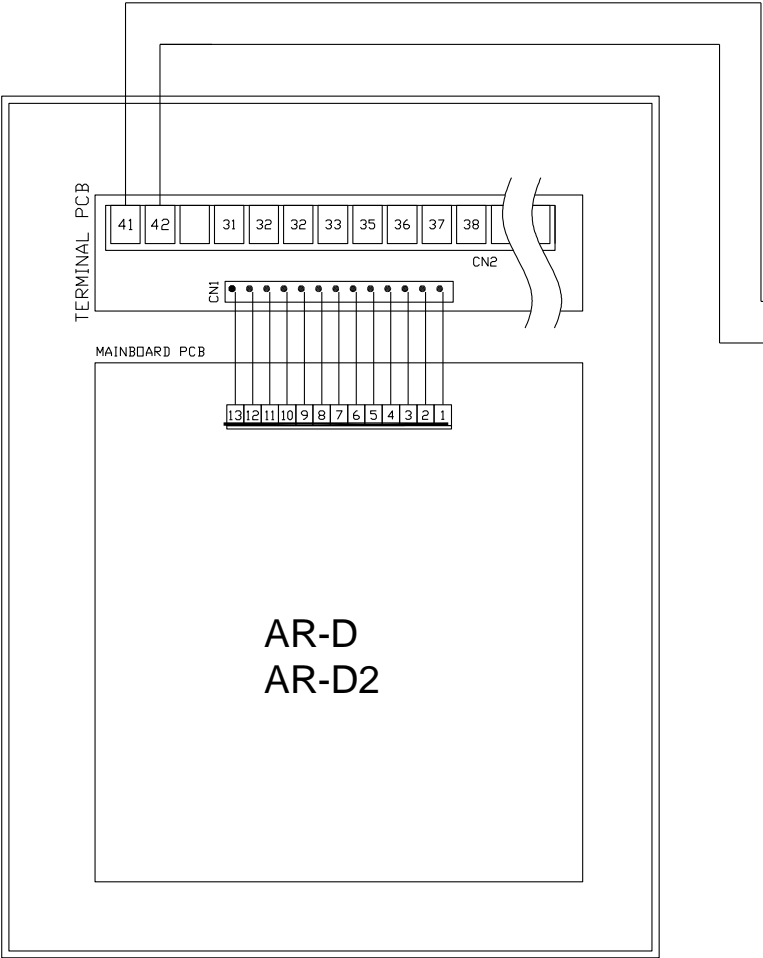 TERMINAL PCB
41 42 31 32 32 33 35 36 37 38
CN2
CN1
MAINBOARD PCB
13 12 11 10 9 8 7 6 5 4 3 2 1
AR-D
AR-D2